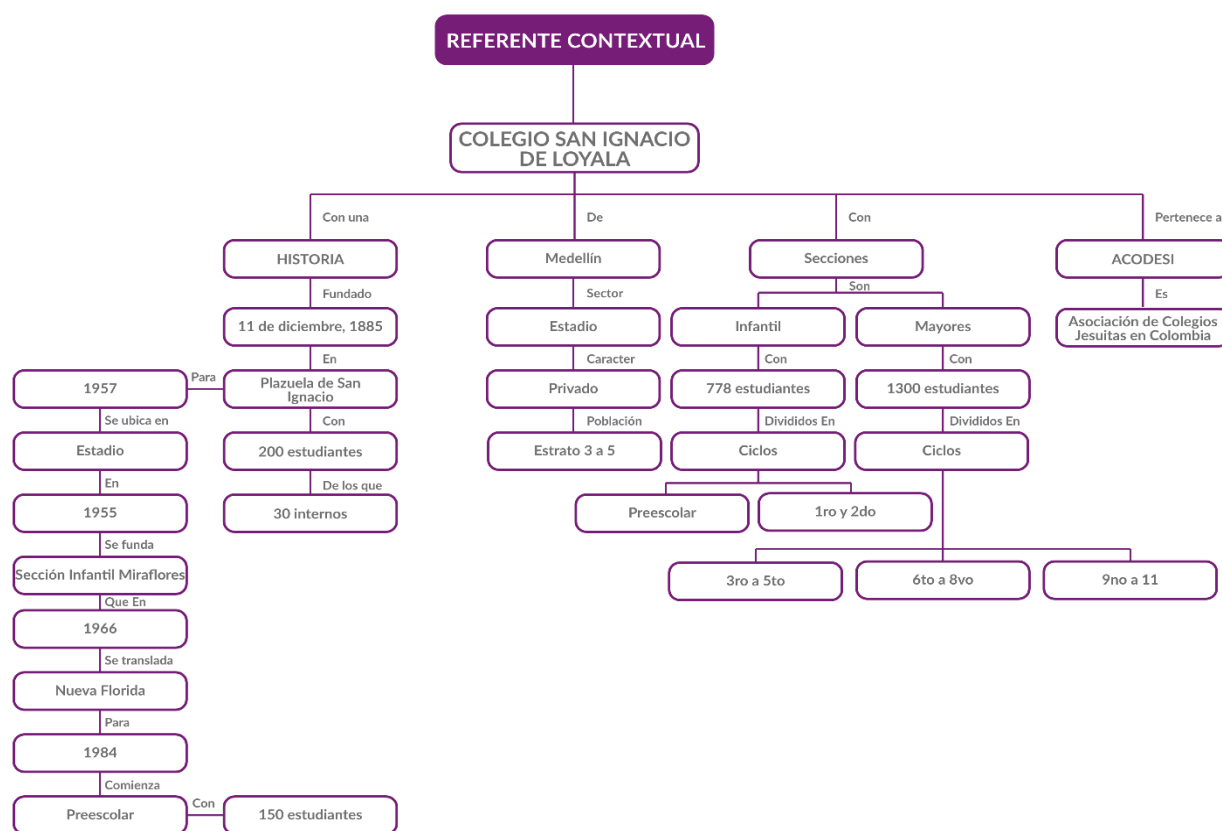 REFERENTE CONTEXTUAL
COLEGIO SAN IGNACIO
DE LOYALA
Con una
De
Con
Pertenece a
HISTORIA
Medellín
Secciones
ACODESI
Fundado
Sector
Son
Es
11 de diciembre, 1885
Estadio
Infantil
Mayores
Asociación de Colegios
Jesuitas en Colombia
En
Caracter
Con
Con
1957
Para
Plazuela de San
Ignacio
Privado
778 estudiantes
1300 estudiantes
Se ubica en
Con
Población
Divididos En
Divididos En
Estadio
200 estudiantes
Estrato 3 a 5
Ciclos
Ciclos
En
De los que
1955
30 internos
Preescolar
1ro y 2do
Se funda
Sección Infantil Miraflores
3ro a 5to
6to a 8vo
9no a 11
Que En
1966
Se translada
Nueva Florida
Para
1984
Comienza
Preescolar
Con
150 estudiantes